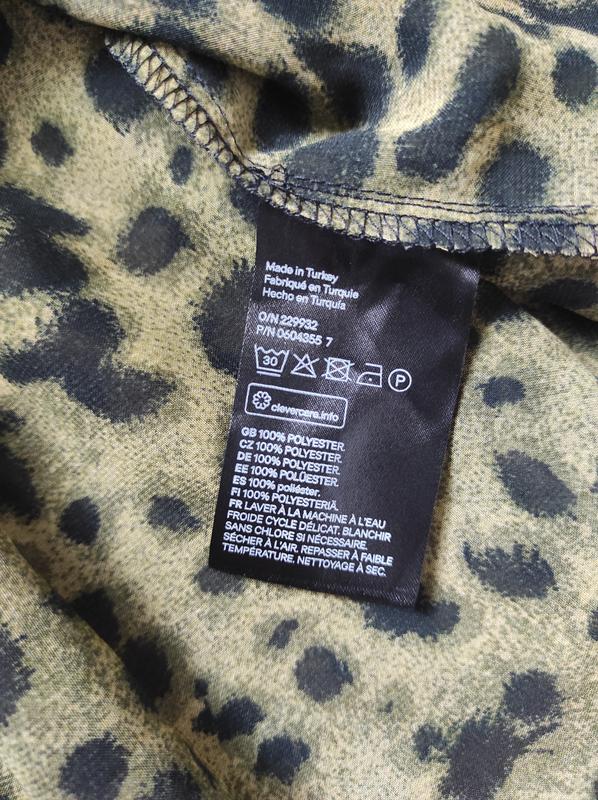 Made in Turkey
Fabriqué en Turquie
Hecho en Turquía
O/N 229932
P/N 0604355 7
30
P
clevercare.info
GB 100% POLYESTER.
CZ 100% POLYESTER.
DE 100% POLYESTER.
EE 100% POLÜESTER.
ES 100% poliéster.
FI 100% POLYESTERIÄ.
FR LAVER À LA MACHINE À L'EAU
FROIDE CYCLE DÉLICAT. BLANCHIR
SANS CHLORE SI NÉCESSAIRE.
SÉCHER À L'AIR. REPASSER À FAIBLE
TEMPÉRATURE. NETTOYAGE À SEC.